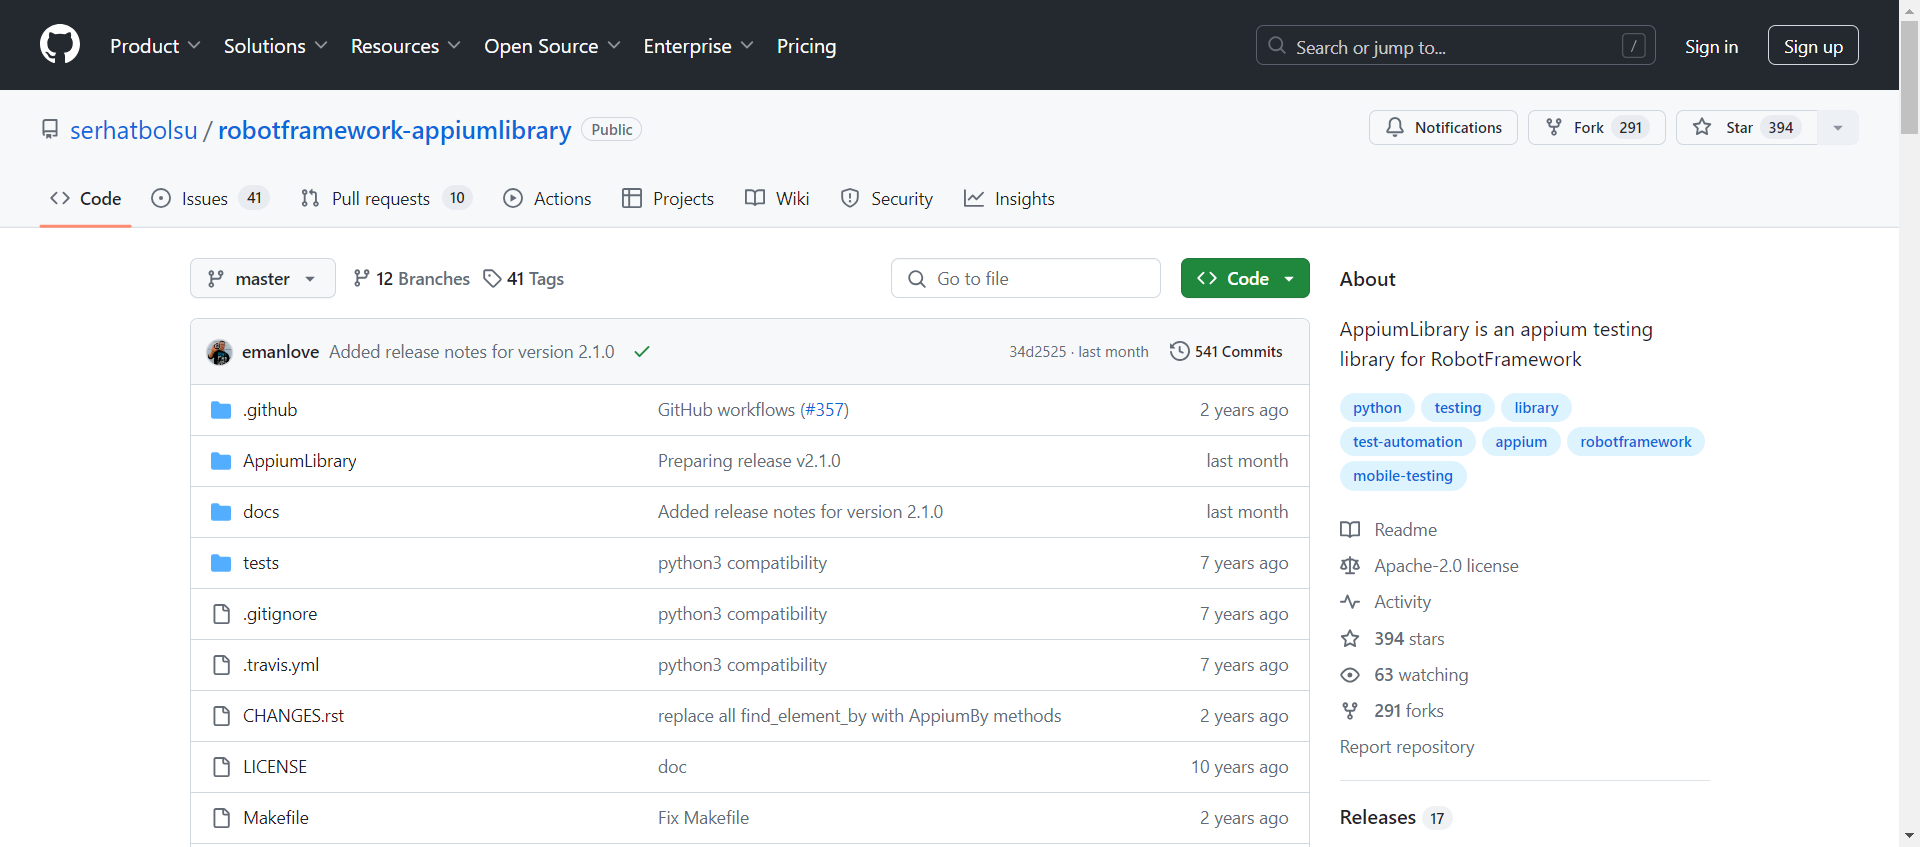 Product Solutions Resources Open Source Enterprise Pricing Search or jump to... / Sign in Sign up
serhatbolsu / robotframework-appiumlibrary Public Notifications Fork 291 Star 394
Code Issues 41 Pull requests 10 Actions Projects Wiki Security Insights
master 12 Branches 41 Tags Go to file Code
emanlove Added release notes for version 2.1.0 34d2525 · last month 541 Commits
.github GitHub workflows (#357) 2 years ago
AppiumLibrary Preparing release v2.1.0 last month
docs Added release notes for version 2.1.0 last month
tests python3 compatibility 7 years ago
.gitignore python3 compatibility 7 years ago
.travis.yml python3 compatibility 7 years ago
CHANGES.rst replace all find_element_by with AppiumBy methods 2 years ago
LICENSE doc 10 years ago
Makefile Fix Makefile 2 years ago
About
AppiumLibrary is an appium testing
library for RobotFramework
python testing library
test-automation appium robotframework
mobile-testing
Readme
Apache-2.0 license
Activity
394 stars
63 watching
291 forks
Report repository
Releases 17